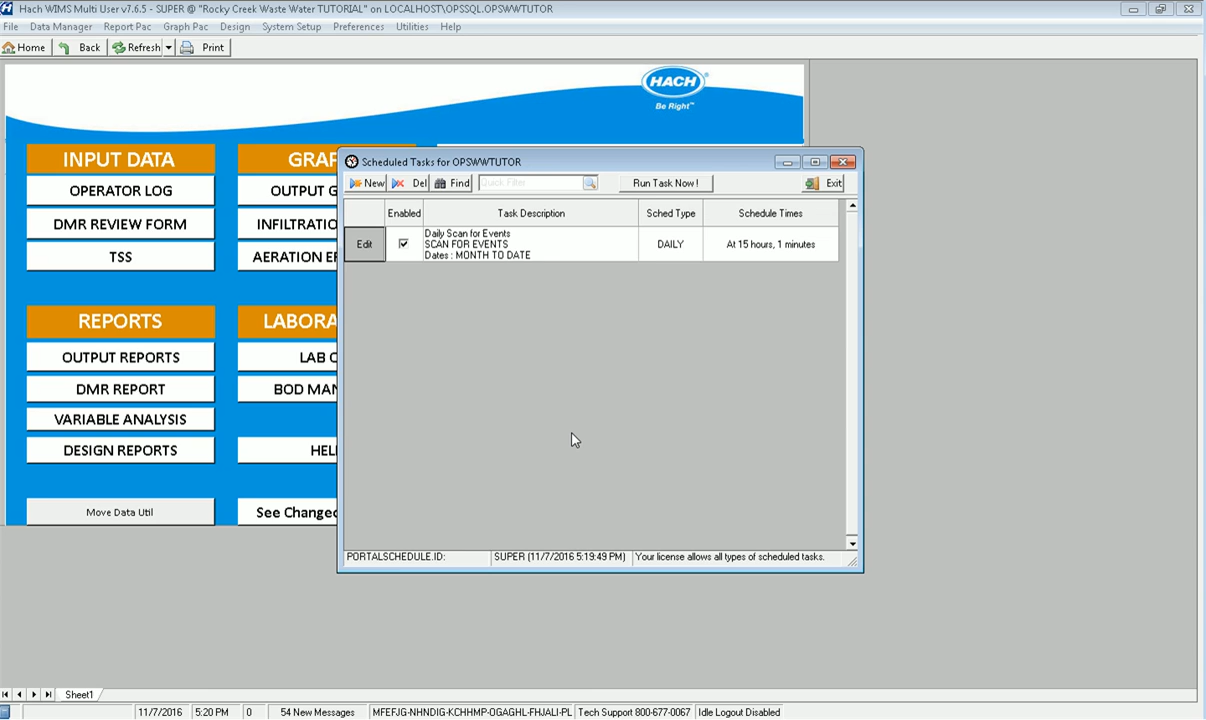 Hach WIMS Multi User v7.6.5 - SUPER @ "Rocky Creek Waste Water TUTORIAL" on LOCALHOST\OPSSQL.OPSWWTUTOR
File Data Manager Report Pac Graph Pac Design System Setup Preferences Utilities Help
Home Back Refresh Print
HACH
Be Right™
INPUT DATA
OPERATOR LOG
DMR REVIEW FORM
TSS
GRAP
OUTPUT G
INFILTRATIO
AERATION EF
REPORTS
OUTPUT REPORTS
DMR REPORT
VARIABLE ANALYSIS
DESIGN REPORTS
Move Data Util
LABORA
LAB C
BOD MAN
HEL
See Changed
Scheduled Tasks for OPSWWTUTOR
New Del Find Quick Filter Run Task Now! Exit
Enabled Task Description Sched Type Schedule Times
Edit
Daily Scan for Events
SCAN FOR EVENTS
Dates : MONTH TO DATE
DAILY
At 15 hours, 1 minutes
PORTALSCHEDULE.ID: SUPER (11/7/2016 5:19:49 PM) Your license allows all types of scheduled tasks.
Sheet1
11/7/2016 5:20 PM 0 54 New Messages MFEFJG-NHNDIG-KCHHMP-OGAGHL-FHJALI-PL Tech Support 800-677-0067 Idle Logout Disabled